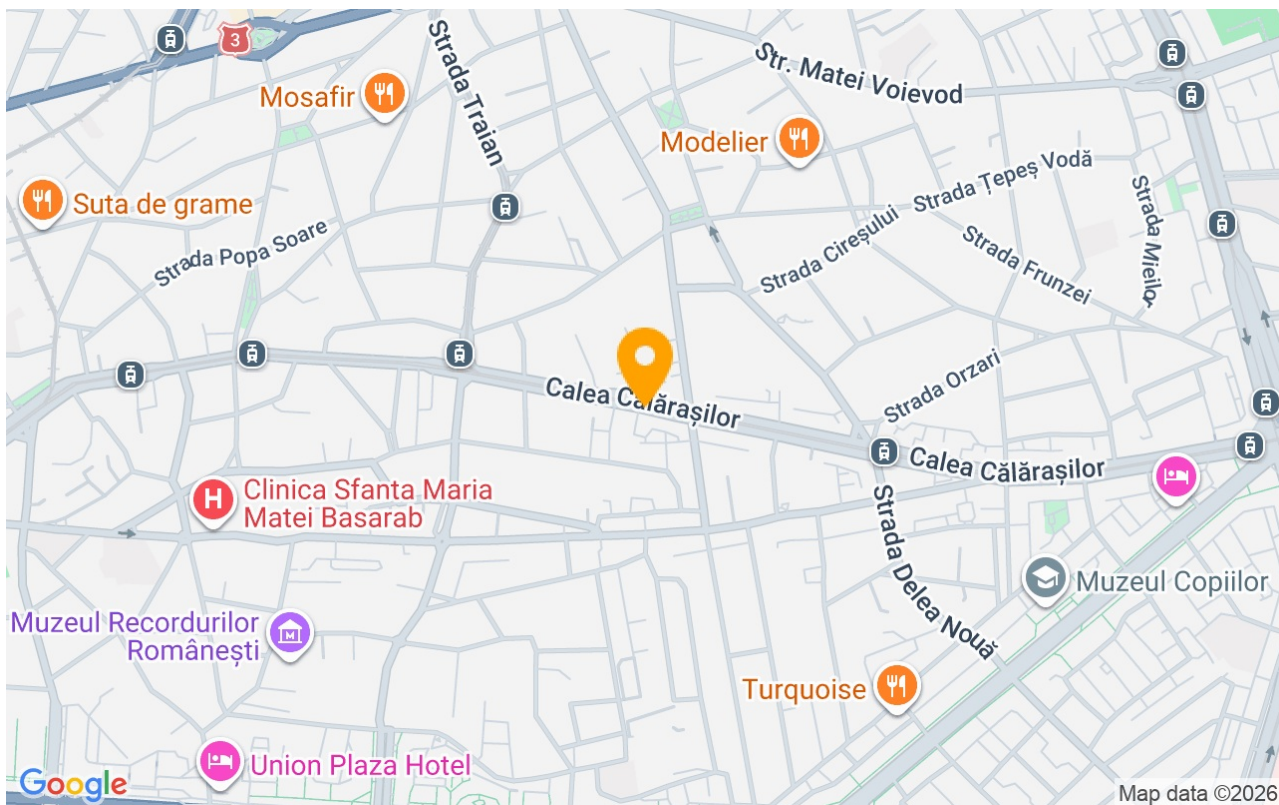 3
Strada Traian
Str. Matei Voievod
Mosafir
Modelier
Suta de grame
Strada Popa Soare
Strada Țepeș Vodă
Strada Cireșului
Strada Frunzei
Strada Mieilor
Calea Călărașilor
Strada Orzari
Calea Călărașilor
H
Clinica Sfanta Maria
Matei Basarab
Strada Delea Nouă
Muzeul Copiilor
Muzeul Recordurilor
Românești
M
Turquoise
Union Plaza Hotel
Google
Map data ©2026